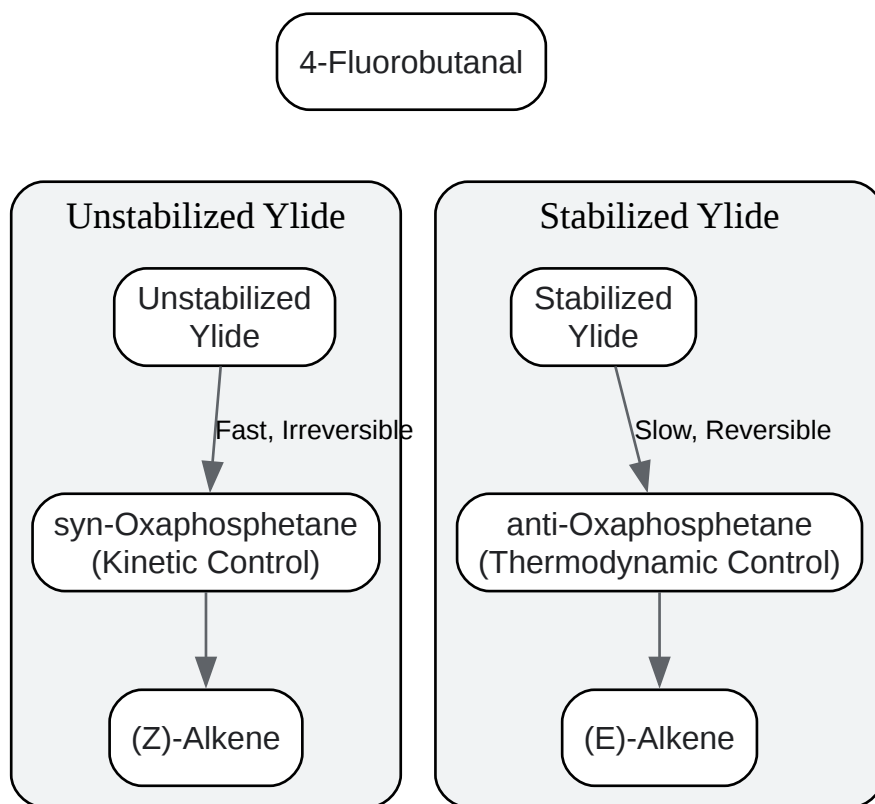 4-Fluorobutanal
Unstabilized Ylide
Unstabilized
Ylide
Fast, Irreversible
syn-Oxaphosphetane
(Kinetic Control)
(Z)-Alkene
Stabilized Ylide
Stabilized
Ylide
Slow, Reversible
anti-Oxaphosphetane
(Thermodynamic Control)
(E)-Alkene